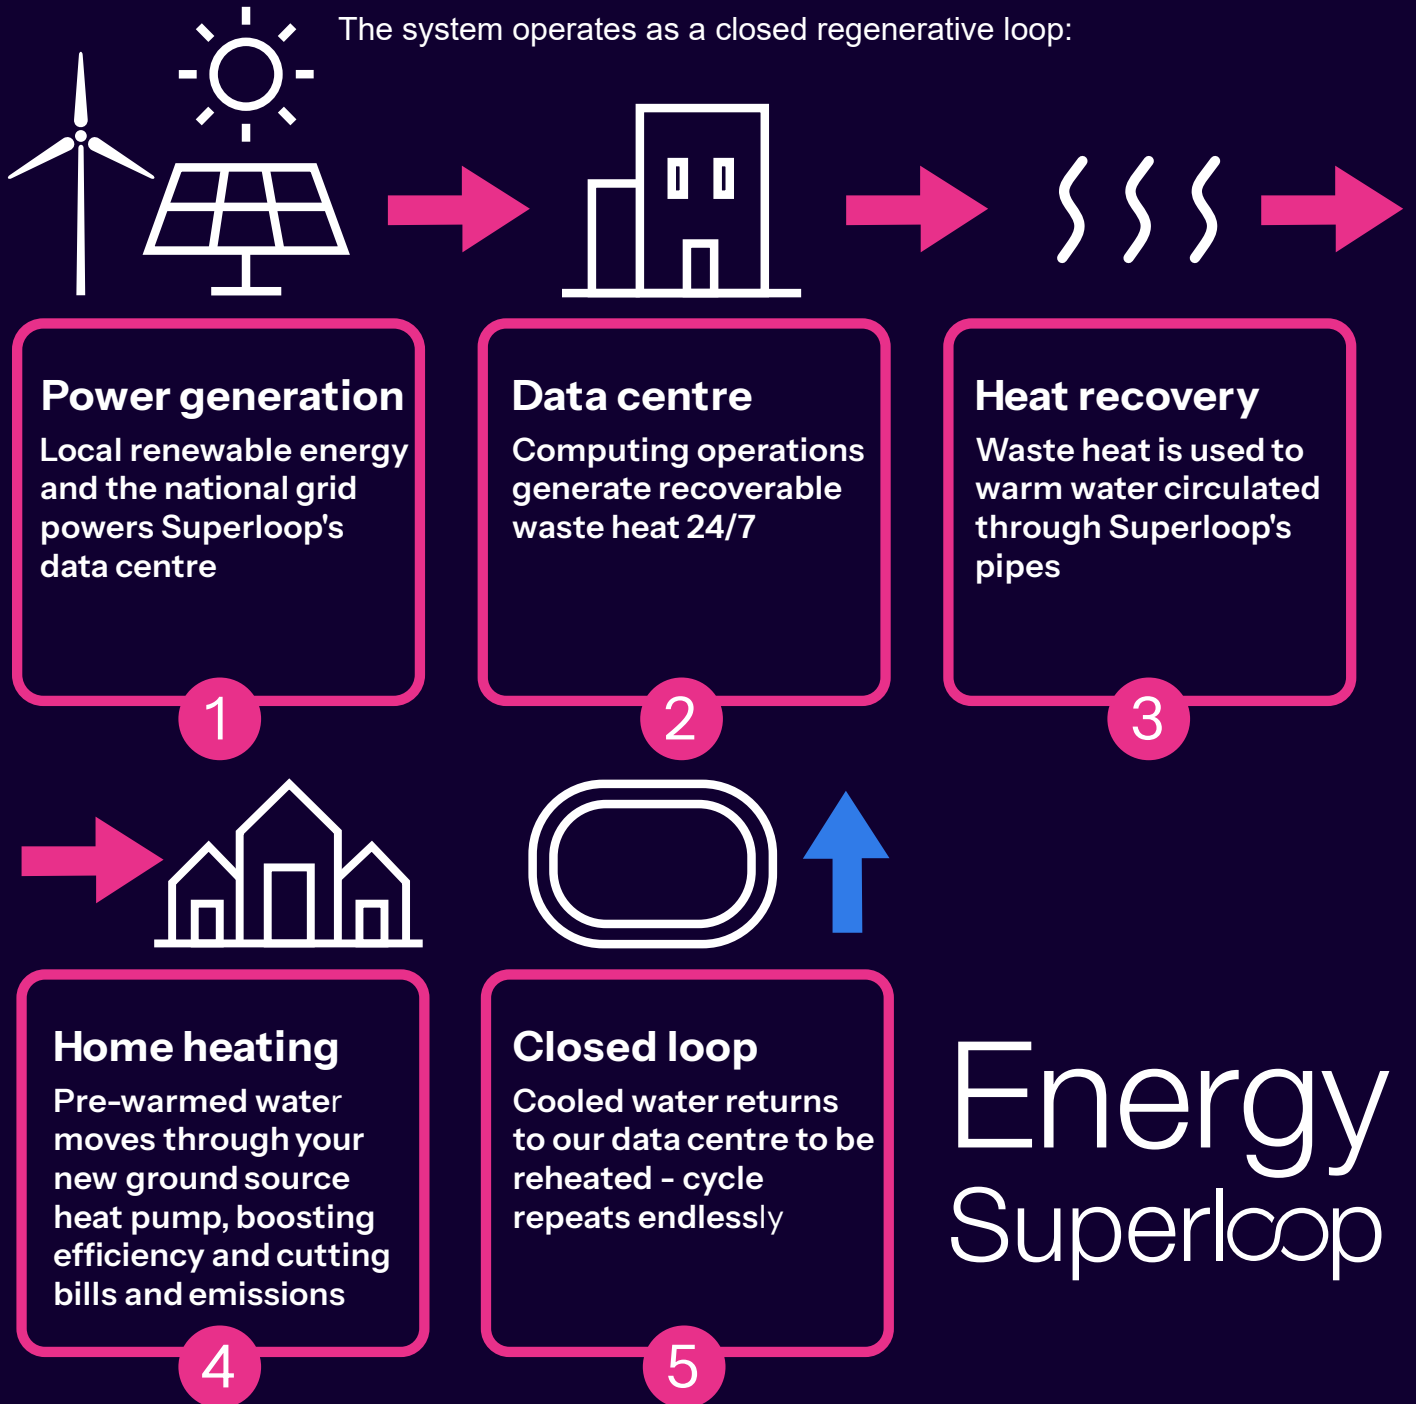 The system operates as a closed regenerative loop:
Power generation
Local renewable energy
and the national grid
powers Superloop's
data centre
1
Data centre
Computing operations
generate recoverable
waste heat 24/7
2
Heat recovery
Waste heat is used to
warm water circulated
through Superloop's
pipes
3
Home heating
Pre-warmed water
moves through your
new ground source
heat pump, boosting
efficiency and cutting
bills and emissions
4
Closed loop
Cooled water returns
to our data centre to be
reheated - cycle
repeats endlessly
5
Energy
Superloop